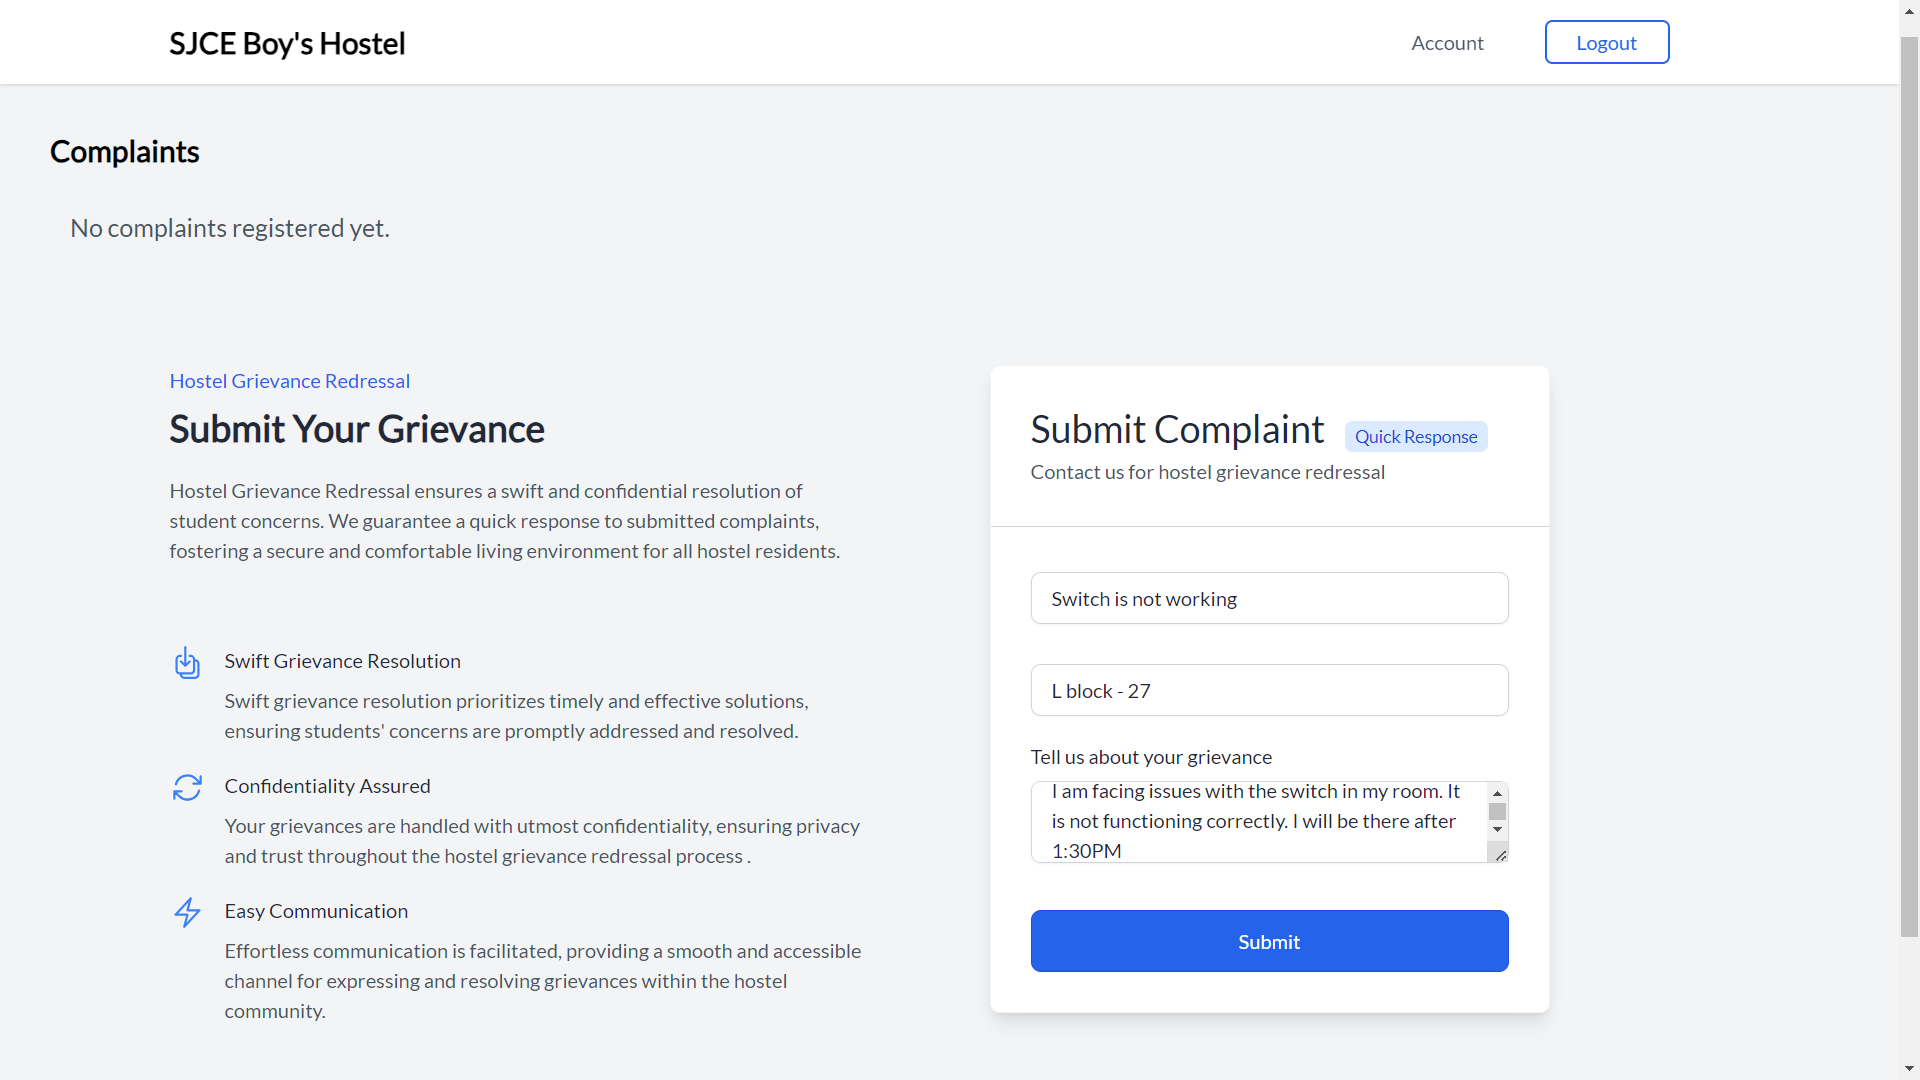 SJCE Boy's Hostel
Account
Logout
Complaints
No complaints registered yet.
Hostel Grievance Redressal
Submit Your Grievance
Hostel Grievance Redressal ensures a swift and confidential resolution of
student concerns. We guarantee a quick response to submitted complaints,
fostering a secure and comfortable living environment for all hostel residents.
Swift Grievance Resolution
Swift grievance resolution prioritizes timely and effective solutions,
ensuring students' concerns are promptly addressed and resolved.
Confidentiality Assured
Your grievances are handled with utmost confidentiality, ensuring privacy
and trust throughout the hostel grievance redressal process .
Easy Communication
Effortless communication is facilitated, providing a smooth and accessible
channel for expressing and resolving grievances within the hostel
community.
Submit Complaint
Quick Response
Contact us for hostel grievance redressal
Switch is not working
L block - 27
Tell us about your grievance
I am facing issues with the switch in my room. It
is not functioning correctly. I will be there after
1:30PM
Submit